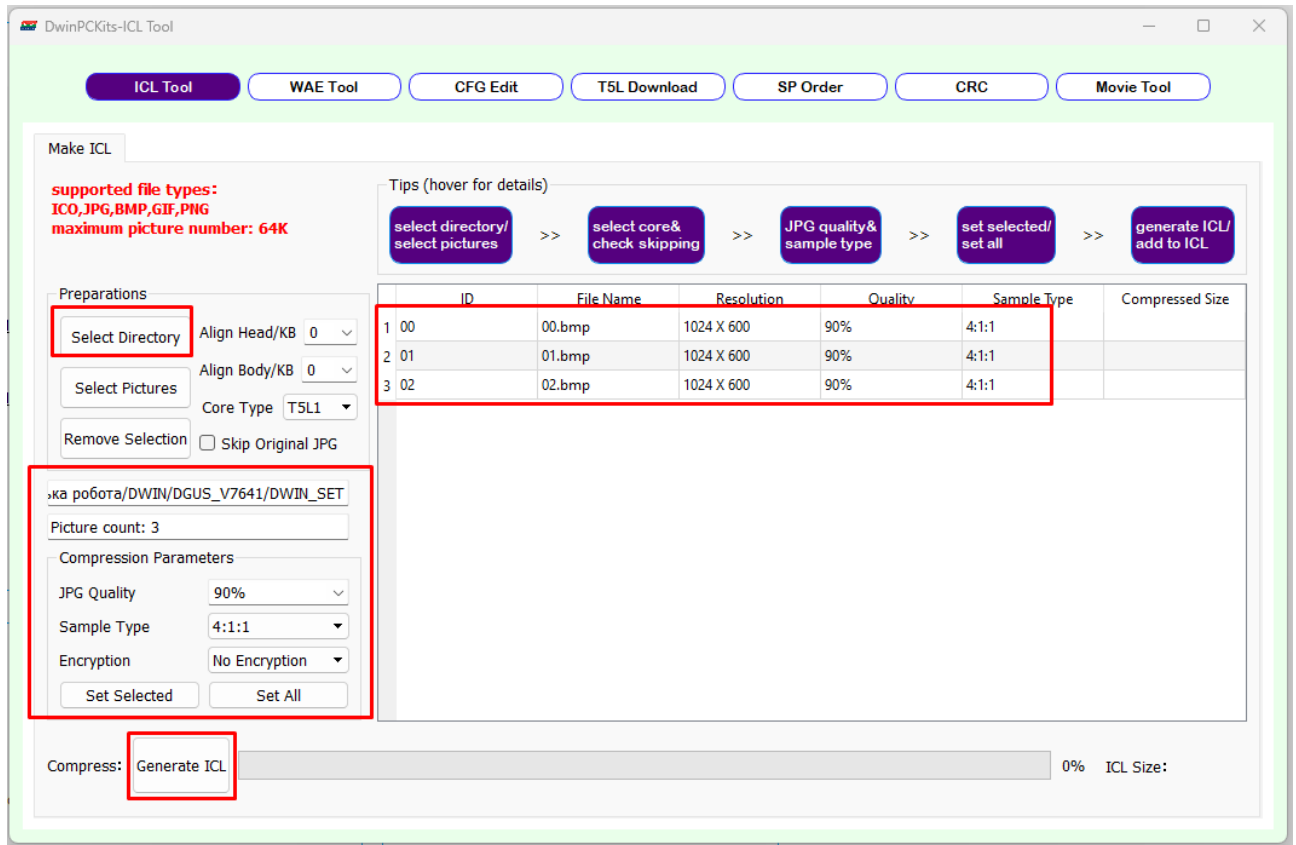 DwinPCKits-ICL Tool
ICL Tool
WAE Tool
CFG Edit
T5L Download
SP Order
CRC
Movie Tool
Make ICL
supported file types:
ICO,JPG,BMP,GIF,PNG
maximum picture number: 64K
Tips (hover for details)
select directory/
select pictures
>>
select core&
check skipping
>>
JPG quality&
sample type
>>
set selected/
set all
>>
generate ICL/
add to ICL
Preparations
Select Directory
Align Head/KB 0
Select Pictures
Align Body/KB 0
Core Type T5L1
Remove Selection
Skip Original JPG
ька робота/DWIN/DGUS_V7641/DWIN_SET
Picture count: 3
Compression Parameters
JPG Quality 90%
Sample Type 4:1:1
Encryption No Encryption
Set Selected Set All
ID File Name Resolution Quality Sample Type Compressed Size
1 00 00.bmp 1024 X 600 90% 4:1:1
2 01 01.bmp 1024 X 600 90% 4:1:1
3 02 02.bmp 1024 X 600 90% 4:1:1
Compress: Generate ICL 0% ICL Size: